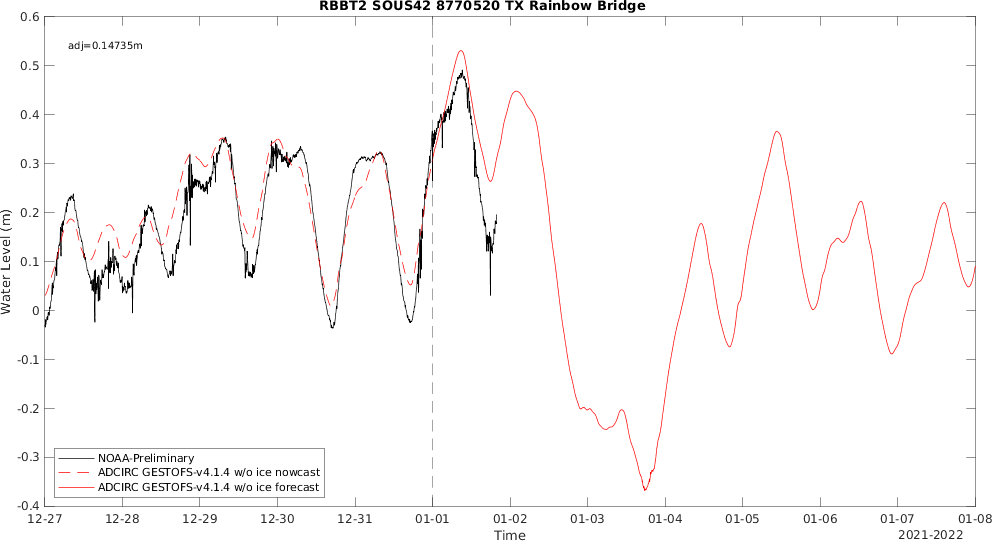 RBBT2 SOUS42 8770520 TX Rainbow Bridge
adj=0.14735m
0.6
0.5
0.4
0.3
0.2
0.1
0
-0.1
-0.2
-0.3
-0.4
Water Level (m)
NOAA-Preliminary
ADCIRC GESTOFS-v4.1.4 w/o ice nowcast
ADCIRC GESTOFS-v4.1.4 w/o ice forecast
12-27 12-28 12-29 12-30 12-31 01-01 01-02 01-03 01-04 01-05 01-06 01-07 01-08
Time
2021-2022